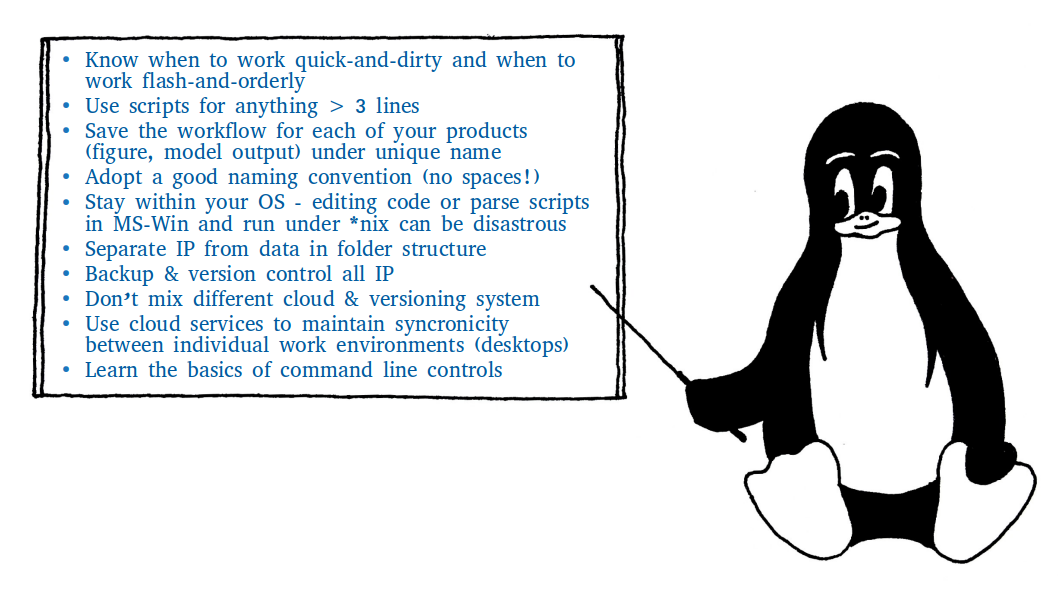 • Know when to work quick-and-dirty and when to
work flash-and-orderly
• Use scripts for anything > 3 lines
• Save the workflow for each of your products
(figure, model output) under unique name
• Adopt a good naming convention (no spaces!)
• Stay within your OS - editing code or parse scripts
in MS-Win and run under *nix can be disastrous
• Separate IP from data in folder structure
• Backup & version control all IP
• Don't mix different cloud & versioning system
• Use cloud services to maintain syncronicity
between individual work environments (desktops)
• Learn the basics of command line controls